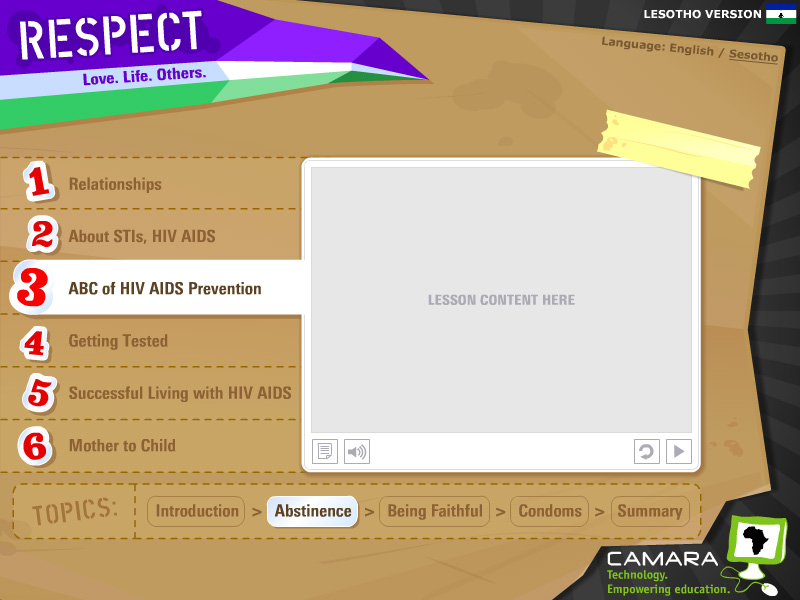 RESPECT
Love. Life. Others.
LESOTHO VERSION
Language: English / Sesotho
1 Relationships
2 About STIs, HIV AIDS
3 ABC of HIV AIDS Prevention
4 Getting Tested
5 Successful Living with HIV AIDS
6 Mother to Child
LESSON CONTENT HERE
TOPICS: Introduction > Abstinence > Being Faithful > Condoms > Summary
CAMARA
Technology.
Empowering education.